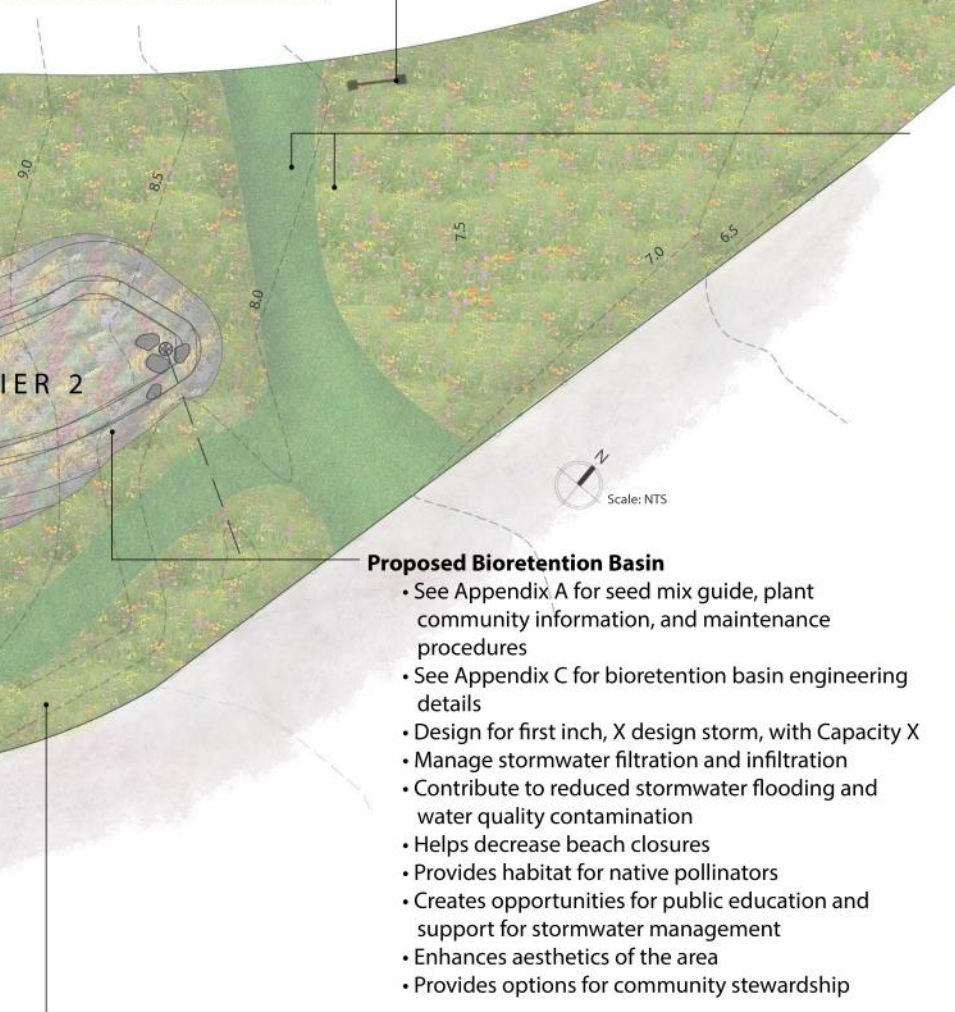 9.0
8.5
7.5
7.0
6.5
8.0
IER 2
N
Scale: NTS
Proposed Bioretention Basin
• See Appendix A for seed mix guide, plant
community information, and maintenance
procedures
• See Appendix C for bioretention basin engineering
details
• Design for first inch, X design storm, with Capacity X
• Manage stormwater filtration and infiltration
• Contribute to reduced stormwater flooding and
water quality contamination
• Helps decrease beach closures
• Provides habitat for native pollinators
• Creates opportunities for public education and
support for stormwater management
• Enhances aesthetics of the area
• Provides options for community stewardship